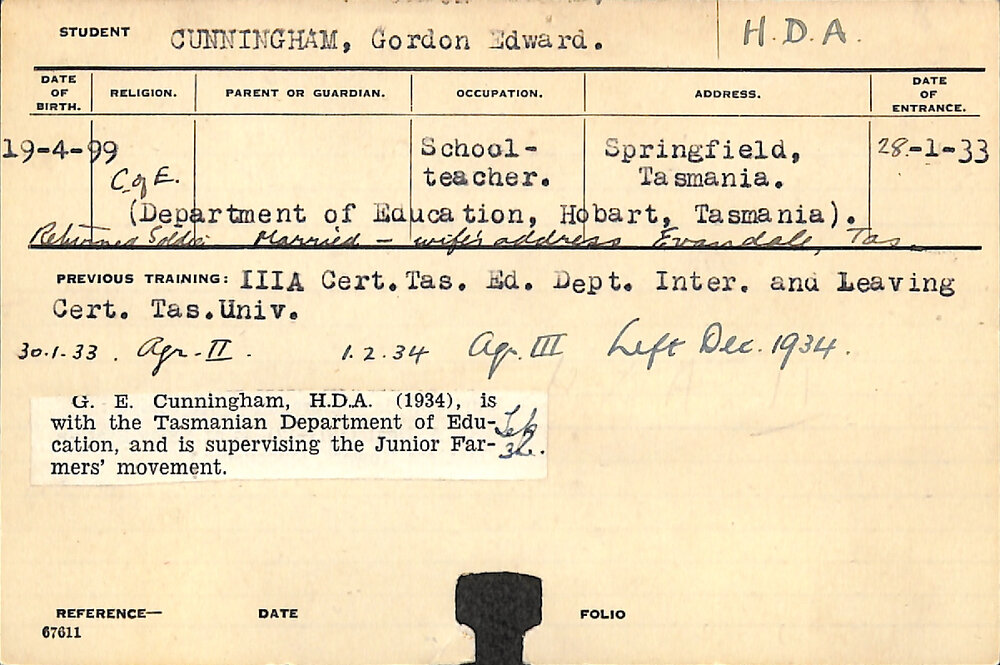 STUDENT CUNNINGHAM, Gordon Edward. H.D.A.
DATE OF BIRTH. RELIGION. PARENT OR GUARDIAN. OCCUPATION. ADDRESS. DATE OF ENTRANCE.
19-4-99 C of E. School- Springfield, 28-1-33
teacher. Tasmania.
(Department of Education, Hobart, Tasmania).
Returned Soldier Married - wife's address Evandale, Tas.
PREVIOUS TRAINING: IIIA Cert.Tas. Ed. Dept. Inter. and Leaving
Cert. Tas.Univ.
30.1.33. Agr. II. 1.2.34 Agr. III Left Dec. 1934.
G. E. Cunningham, H.D.A. (1934), is
with the Tasmanian Department of Edu-
cation, and is supervising the Junior Far-
mers' movement.
REFERENCE— DATE FOLIO
67611